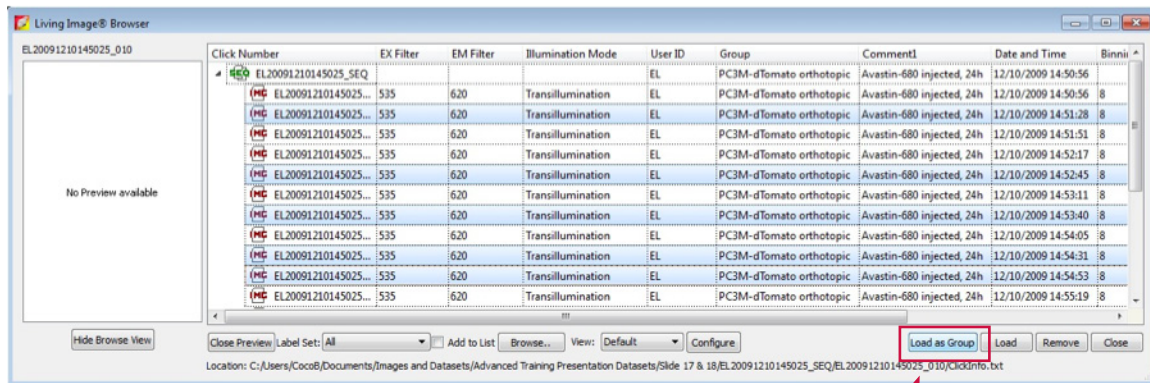 Living Image® Browser
EL20091210145025_010
Click Number EX Filter EM Filter Illumination Mode User ID Group Comment1 Date and Time
SEQ EL20091210145025_SEQ EL PC3M-dTomato orthotopic Avastin-680 injected, 24h 12/10/2009 14:50:56
EL20091210145025... 535 620 Transillumination EL PC3M-dTomato orthotopic Avastin-680 injected, 24h 12/10/2009 14:50:56 8
EL20091210145025... 535 620 Transillumination EL PC3M-dTomato orthotopic Avastin-680 injected, 24h 12/10/2009 14:51:28 8
EL20091210145025... 535 620 Transillumination EL PC3M-dTomato orthotopic Avastin-680 injected, 24h 12/10/2009 14:51:51 8
EL20091210145025... 535 620 Transillumination EL PC3M-dTomato orthotopic Avastin-680 injected, 24h 12/10/2009 14:52:17 8
EL20091210145025... 535 620 Transillumination EL PC3M-dTomato orthotopic Avastin-680 injected, 24h 12/10/2009 14:52:45 8
No Preview available EL20091210145025... 535 620 Transillumination EL PC3M-dTomato orthotopic Avastin-680 injected, 24h 12/10/2009 14:53:11 8
EL20091210145025... 535 620 Transillumination EL PC3M-dTomato orthotopic Avastin-680 injected, 24h 12/10/2009 14:53:40 8
EL20091210145025... 535 620 Transillumination EL PC3M-dTomato orthotopic Avastin-680 injected, 24h 12/10/2009 14:54:05 8
EL20091210145025... 535 620 Transillumination EL PC3M-dTomato orthotopic Avastin-680 injected, 24h 12/10/2009 14:54:31 8
EL20091210145025... 535 620 Transillumination EL PC3M-dTomato orthotopic Avastin-680 injected, 24h 12/10/2009 14:54:53 8
EL20091210145025... 535 620 Transillumination EL PC3M-dTomato orthotopic Avastin-680 injected, 24h 12/10/2009 14:55:19 8
Hide Browse View Close Preview Label Set: All Add to List Browse... View: Default Configure Load as Group Load Remove Close
Location: C:/Users/CocoB/Documents/Images and Datasets/Advanced Training Presentation Datasets/Slide 17 & 18/EL20091210145025_SEQ/EL20091210145025_010/ClickInfo.txt